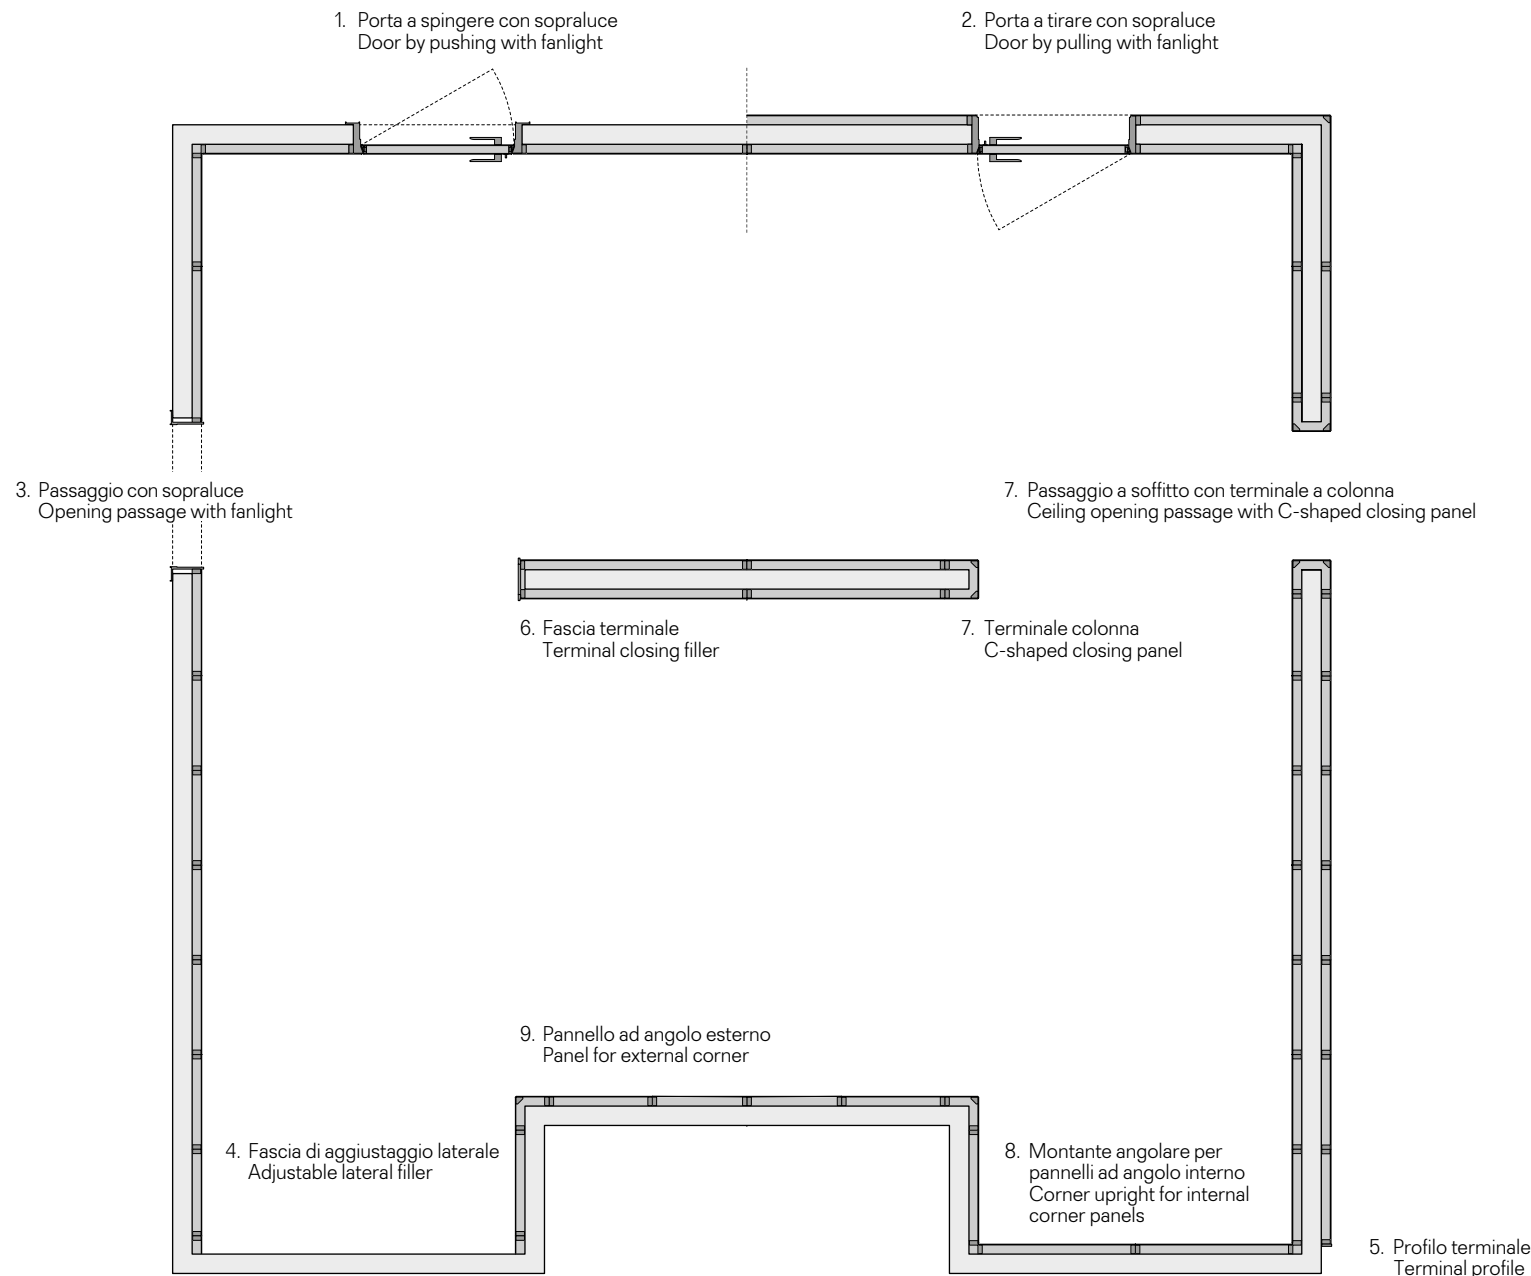 1. Porta a spingere con sopraluce
Door by pushing with fanlight
2. Porta a tirare con sopraluce
Door by pulling with fanlight
3. Passaggio con sopraluce
Opening passage with fanlight
7. Passaggio a soffitto con terminale a colonna
Ceiling opening passage with C-shaped closing panel
6. Fascia terminale
Terminal closing filler
7. Terminale colonna
C-shaped closing panel
9. Pannello ad angolo esterno
Panel for external corner
4. Fascia di aggiustaggio laterale
Adjustable lateral filler
8. Montante angolare per
pannelli ad angolo interno
Corner upright for internal
corner panels
5. Profilo terminale
Terminal profile